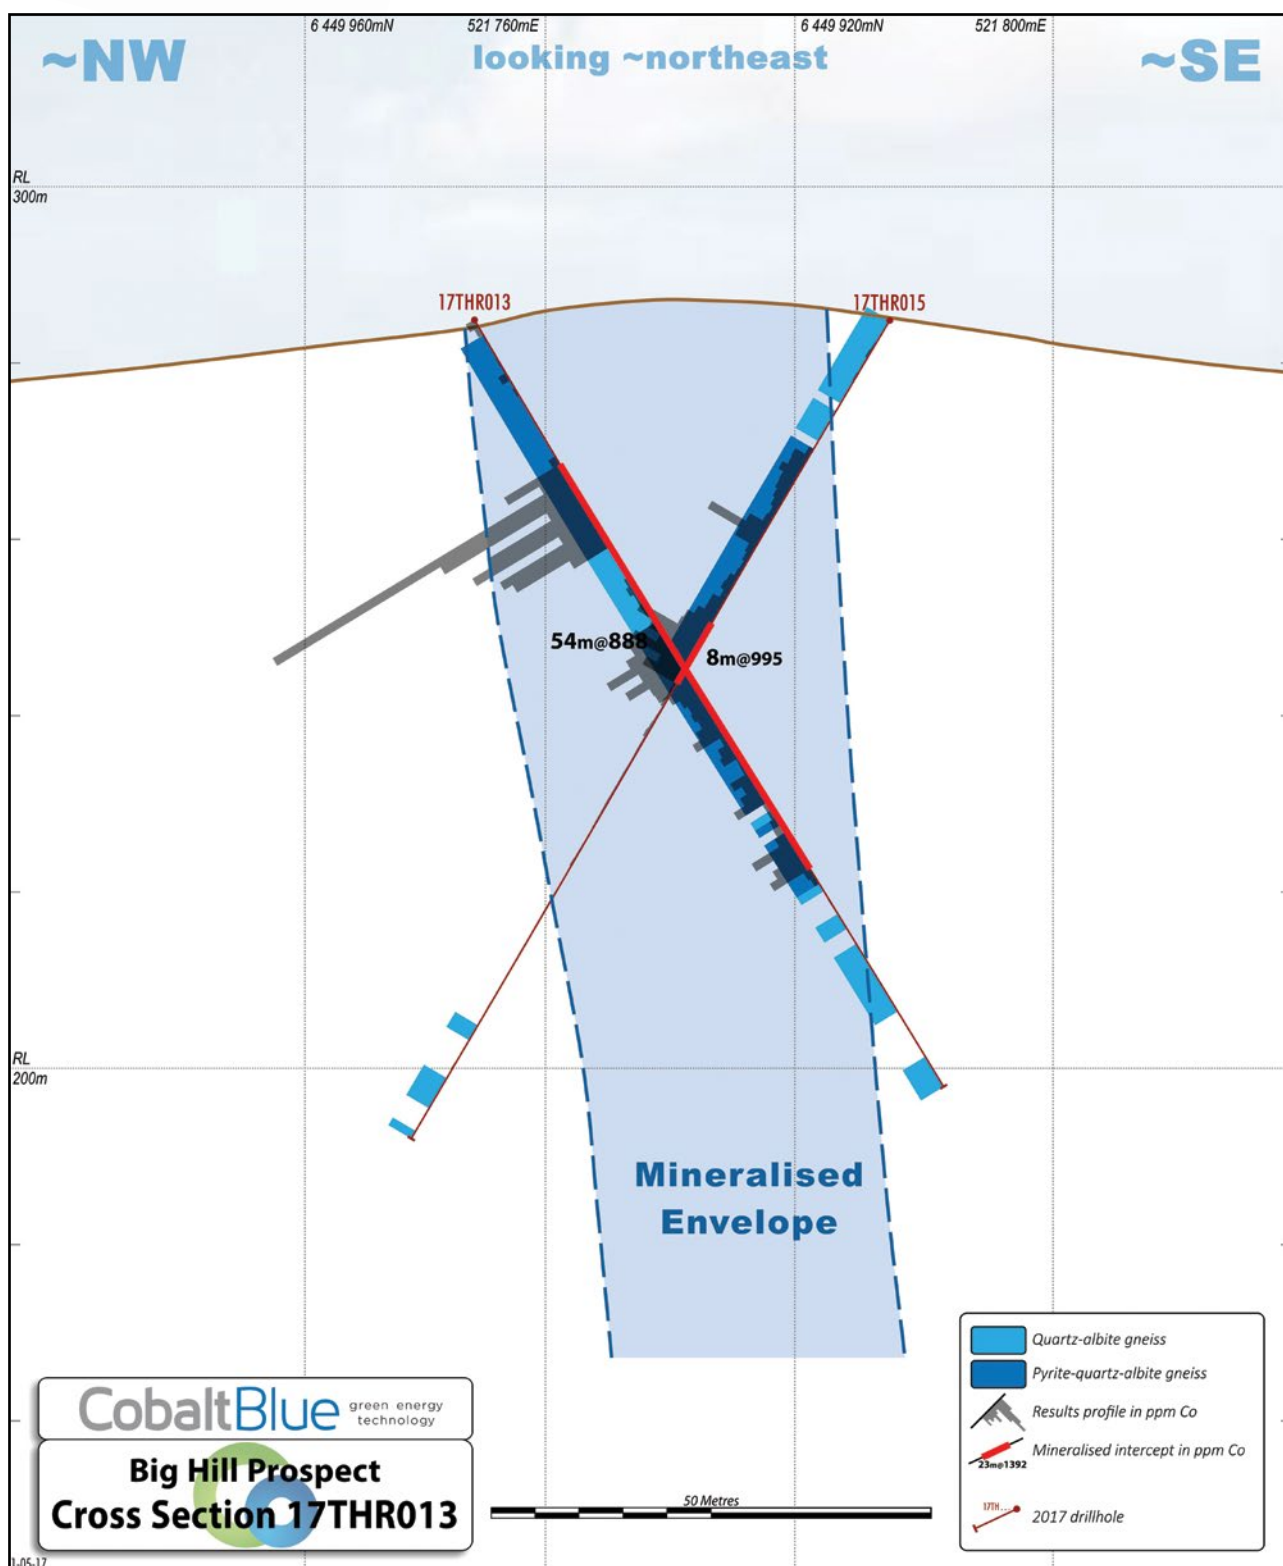 6 449 960mN
521 760mE
6 449 920mN
521 800mE
~NW
looking ~northeast
~SE
RL
300m
17THR013
17THR015
54m@888
8m@995
RL
200m
Mineralised
Envelope
Quartz-albite gneiss
Pyrite-quartz-albite gneiss
Results profile in ppm Co
Mineralised intercept in ppm Co
23m@1392
17TH...
2017 drillhole
CobaltBlue
green energy
technology
Big Hill Prospect
Cross Section 17THR013
50 Metres